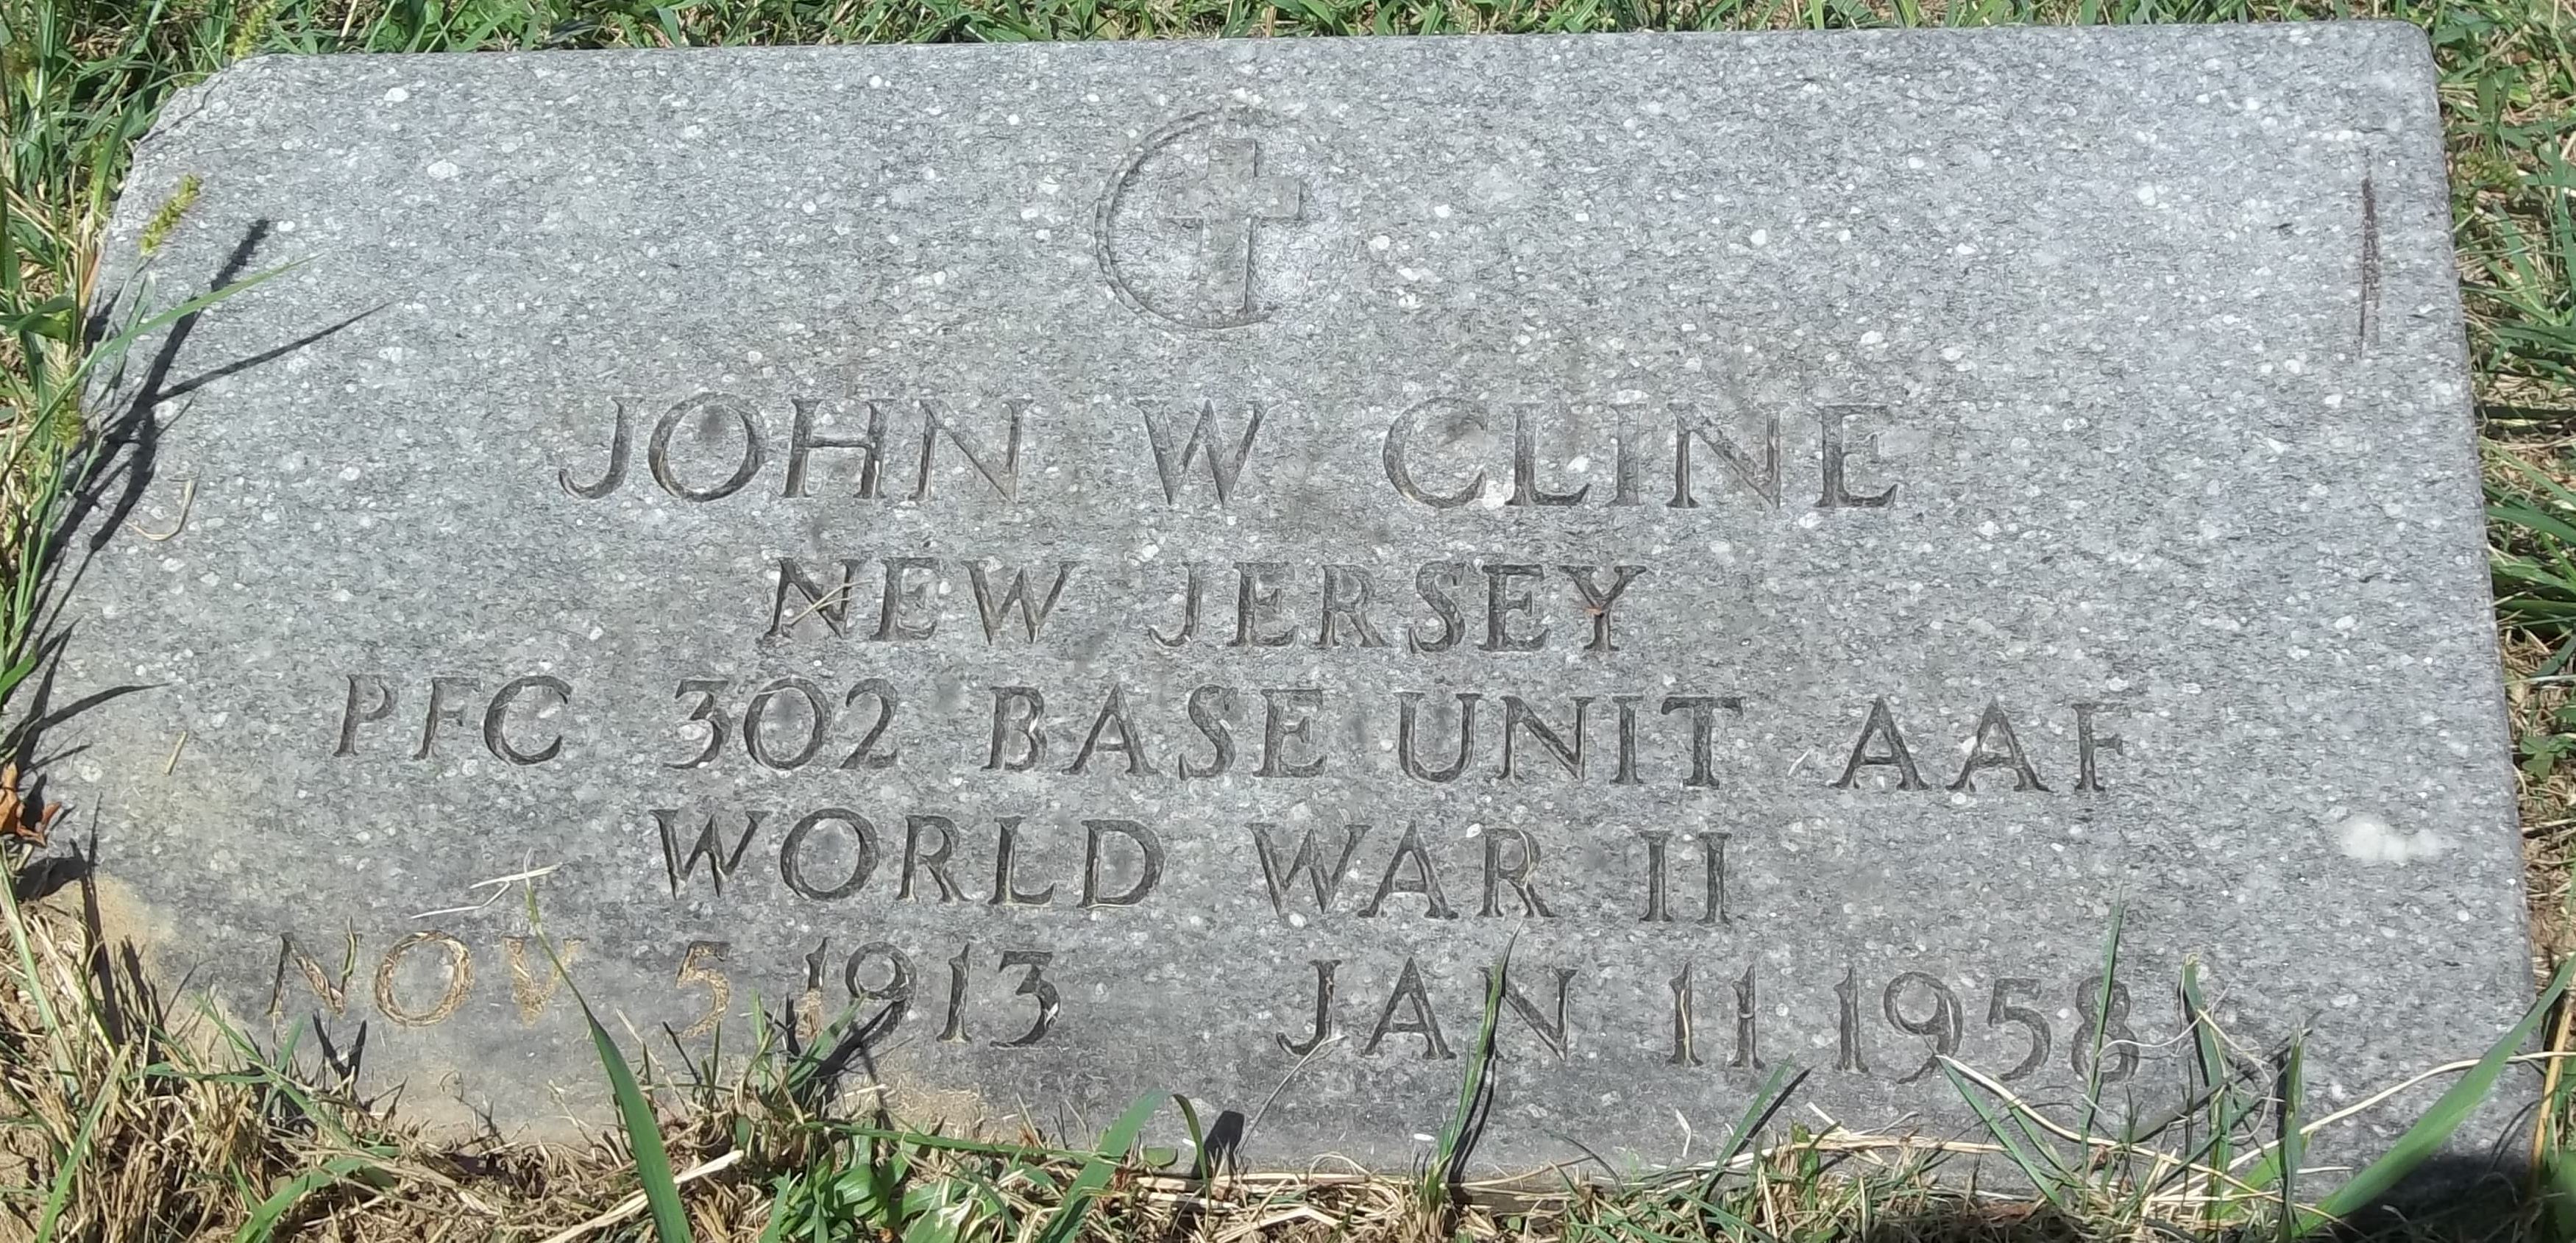 JOHN W CLINE
NEW JERSEY
PFC 302 BASE UNIT AAF
WORLD WAR II
NOV 5 1913 JAN 11 1958